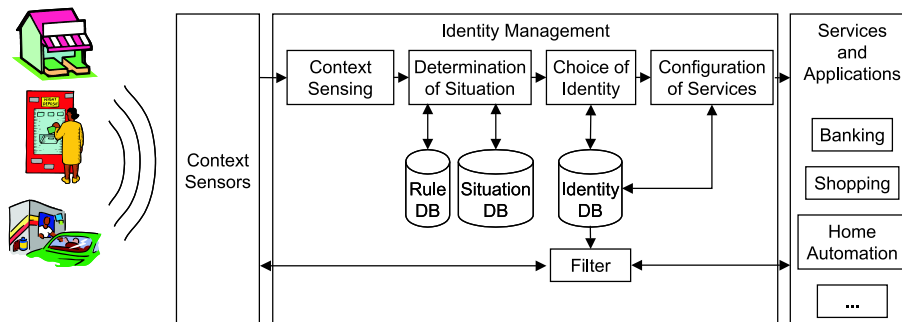 Identity Management
Services
and
Applications
Context
Sensing
Determination
of Situation
Choice of
Identity
Configuration
of Services
Context
Sensors
Rule
DB
Situation
DB
Identity
DB
Filter
Banking
Shopping
Home
Automation
...